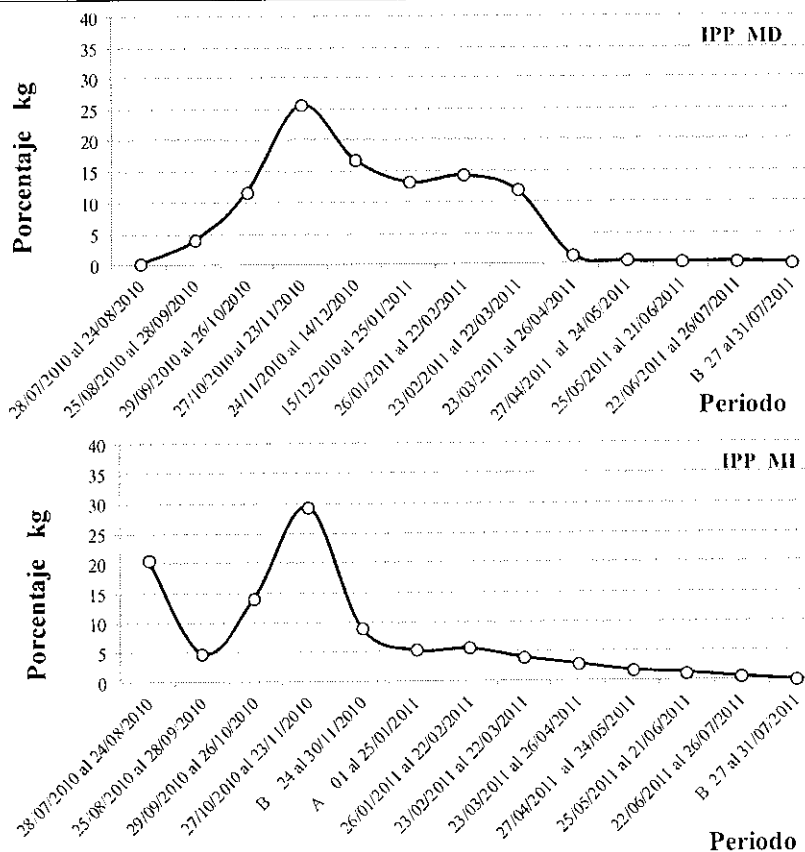 IPP MD
Porcentaje kg
40
35
30
25
20
15
10
5
0
28/07/2010 al 24/08/2010
25/08/2010 al 28/09/2010
29/09/2010 al 26/10/2010
27/10/2010 al 23/11/2010
24/11/2010 al 14/12/2010
15/12/2010 al 25/01/2011
26/01/2011 al 22/02/2011
23/02/2011 al 22/03/2011
23/03/2011 al 26/04/2011
27/04/2011 al 24/05/2011
25/05/2011 al 21/06/2011
22/06/2011 al 26/07/2011
B 27 al 31/07/2011
Periodo
IPP MI
Porcentaje kg
40
35
30
25
20
15
10
5
0
28/07/2010 al 24/08/2010
25/08/2010 al 28/09/2010
29/09/2010 al 26/10/2010
27/10/2010 al 23/11/2010
B 24 al 30/11/2010
A 01 al 25/01/2011
26/01/2011 al 22/02/2011
23/02/2011 al 22/03/2011
23/03/2011 al 26/04/2011
27/04/2011 al 24/05/2011
25/05/2011 al 21/06/2011
22/06/2011 al 26/07/2011
B 27 al 31/07/2011
Periodo